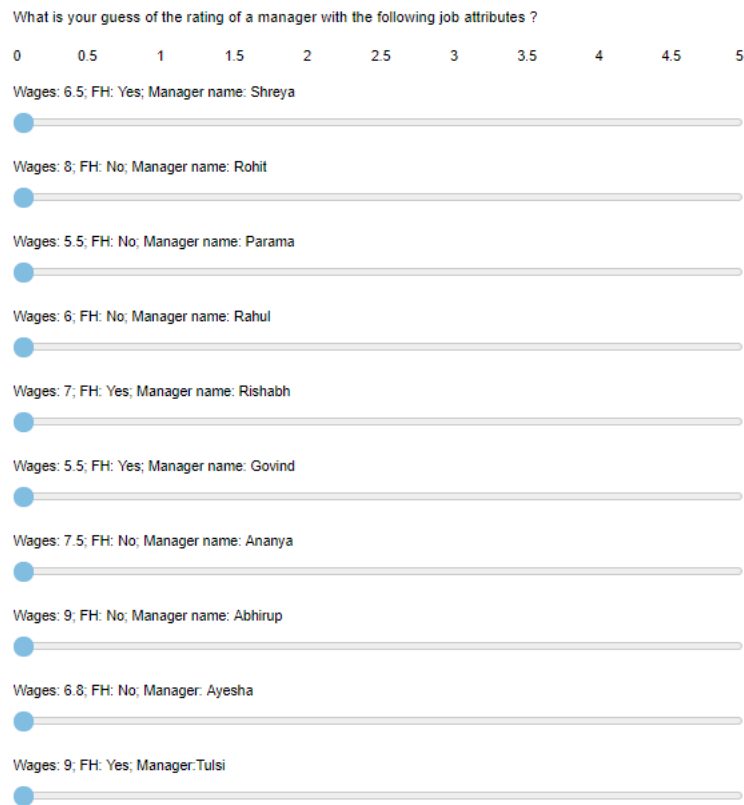 What is your guess of the rating of a manager with the following job attributes ?
0 0.5 1 1.5 2 2.5 3 3.5 4 4.5 5
Wages: 6.5; FH: Yes; Manager name: Shreya
Wages: 8; FH: No; Manager name: Rohit
Wages: 5.5; FH: No; Manager name: Parama
Wages: 6; FH: No; Manager name: Rahul
Wages: 7; FH: Yes; Manager name: Rishabh
Wages: 5.5; FH: Yes; Manager name: Govind
Wages: 7.5; FH: No; Manager name: Ananya
Wages: 9; FH: No; Manager name: Abhirup
Wages: 6.8; FH: No; Manager: Ayesha
Wages: 9; FH: Yes; Manager:Tulsi